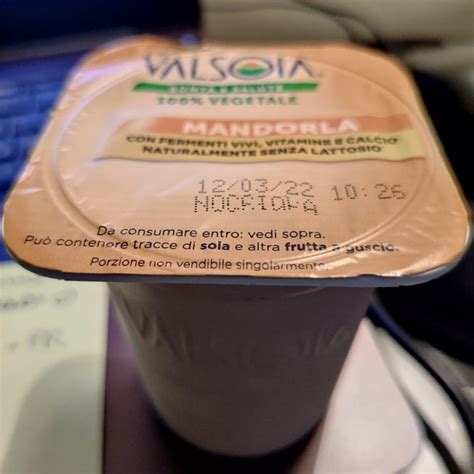 VALSOIA
BONTÀ E SALUTE
100% VEGETALE
MANDORLA
CON FERMENTI VIVI, VITAMINE E CALCIO
NATURALMENTE SENZA LATTOSIO
12/03/22 10:26
Da consumare entro: vedi sopra.
Può contenere tracce di soia e altra frutta a guscio.
Porzione non vendibile singolarmente.
VALSOIA